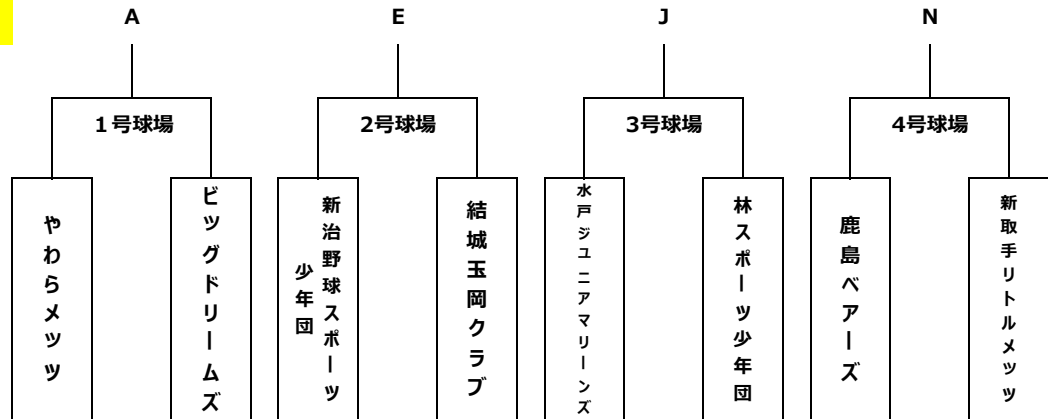 A
E
J
N
1号球場
2号球場
3号球場
4号球場
やわらメッツ
ビッグドリームズ
新治野球スポーツ
少年団
結城玉岡クラブ
水戸ジユニアマリーンズ
林スポーツ少年団
鹿島ベアーズ
新取手リトルメッツ